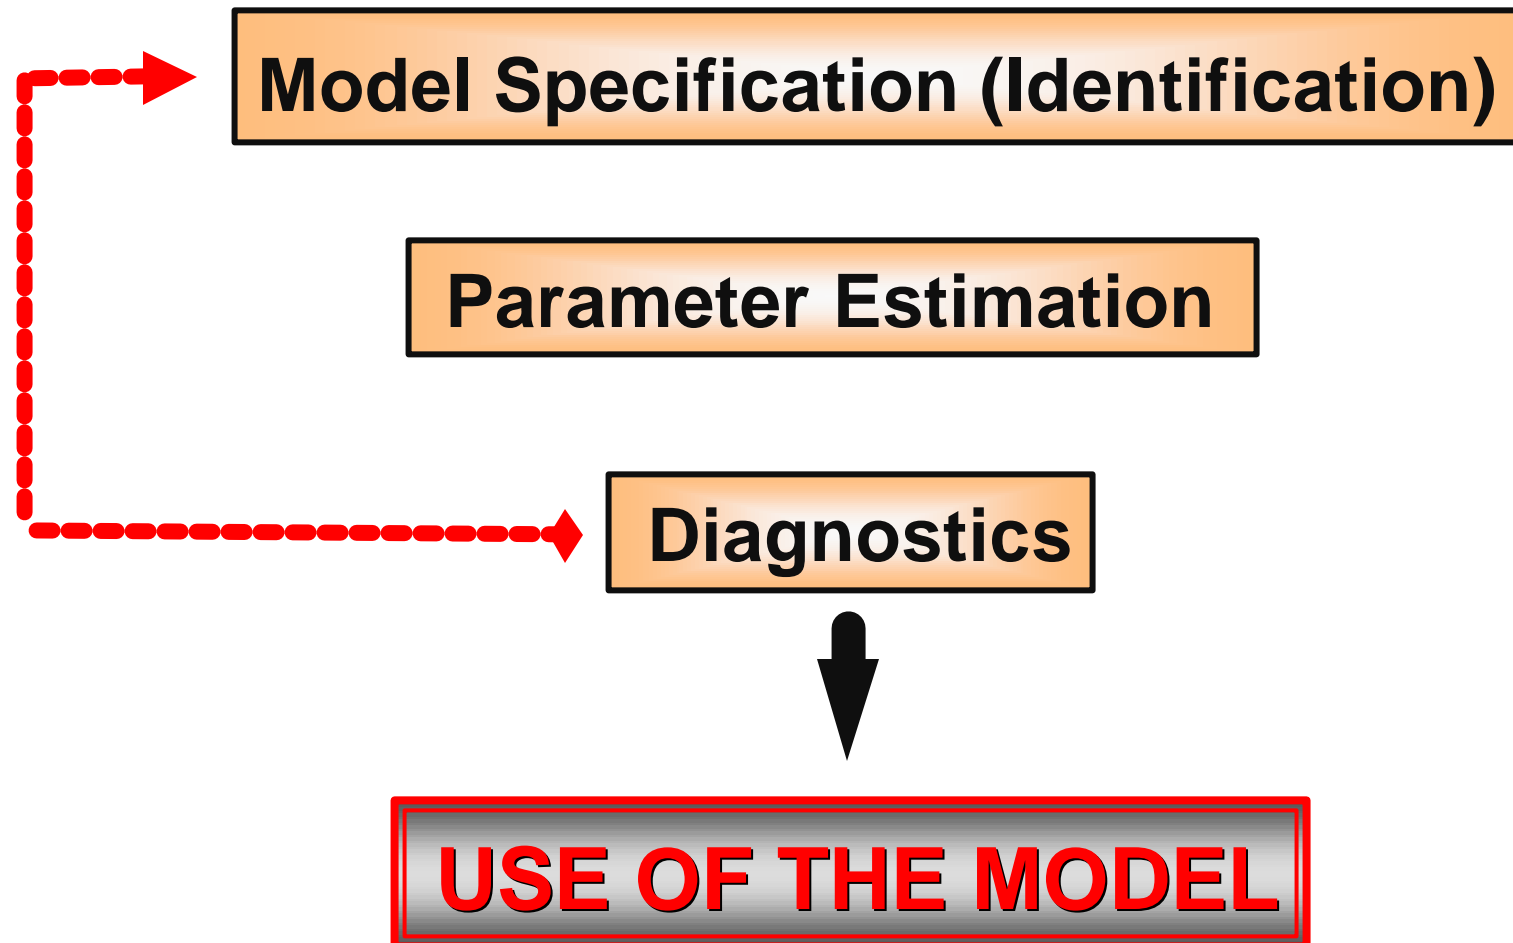 Model Specification (Identification)
Parameter Estimation
Diagnostics
USE OF THE MODEL